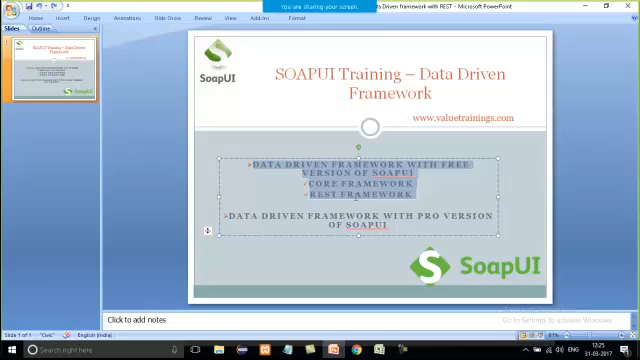 You are sharing your screen.
Data Driven framework with REST - Microsoft PowerPoint
Home
Insert
Design
Animations
Slide Show
Review
View
Add-Ins
Format
Slides
Outline
SoapUI
SOAPUI Training – Data Driven
Framework
www.valuetrainings.com
DATA DRIVEN FRAMEWORK WITH FREE
VERSION OF SOAPUI
CORE FRAMEWORK
REST FRAMEWORK
DATA DRIVEN FRAMEWORK WITH PRO VERSION
OF SOAPUI
SoapUI
Click to add notes
Go to Settings to activate Windows.
Slide 1 of 1
"Civic"
English (India)
81%
Search Windows
ENG
12:25
31-03-2017